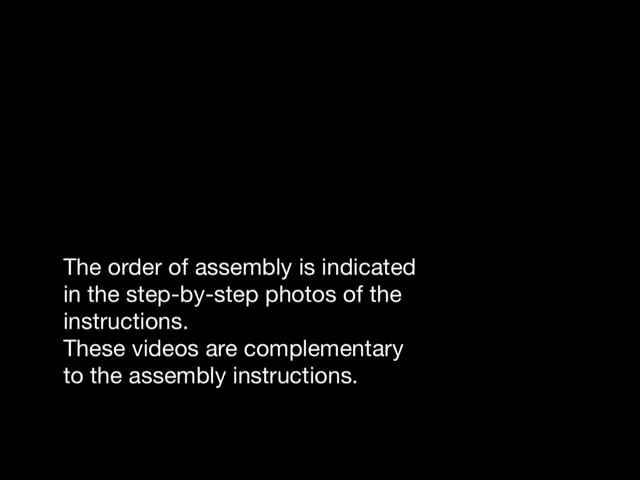 The order of assembly is indicated
in the step-by-step photos of the
instructions.
These videos are complementary
to the assembly instructions.